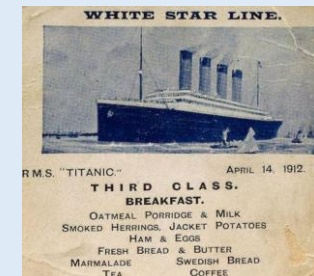 WHITE STAR LINE.
R.M.S. "TITANIC." APRIL 14, 1912.
THIRD CLASS.
BREAKFAST.
OATMEAL PORRIDGE & MILK
SMOKED HERRINGS, JACKET POTATOES
HAM & EGGS
FRESH BREAD & BUTTER
MARMALADE SWEDISH BREAD
TEA COFFEE